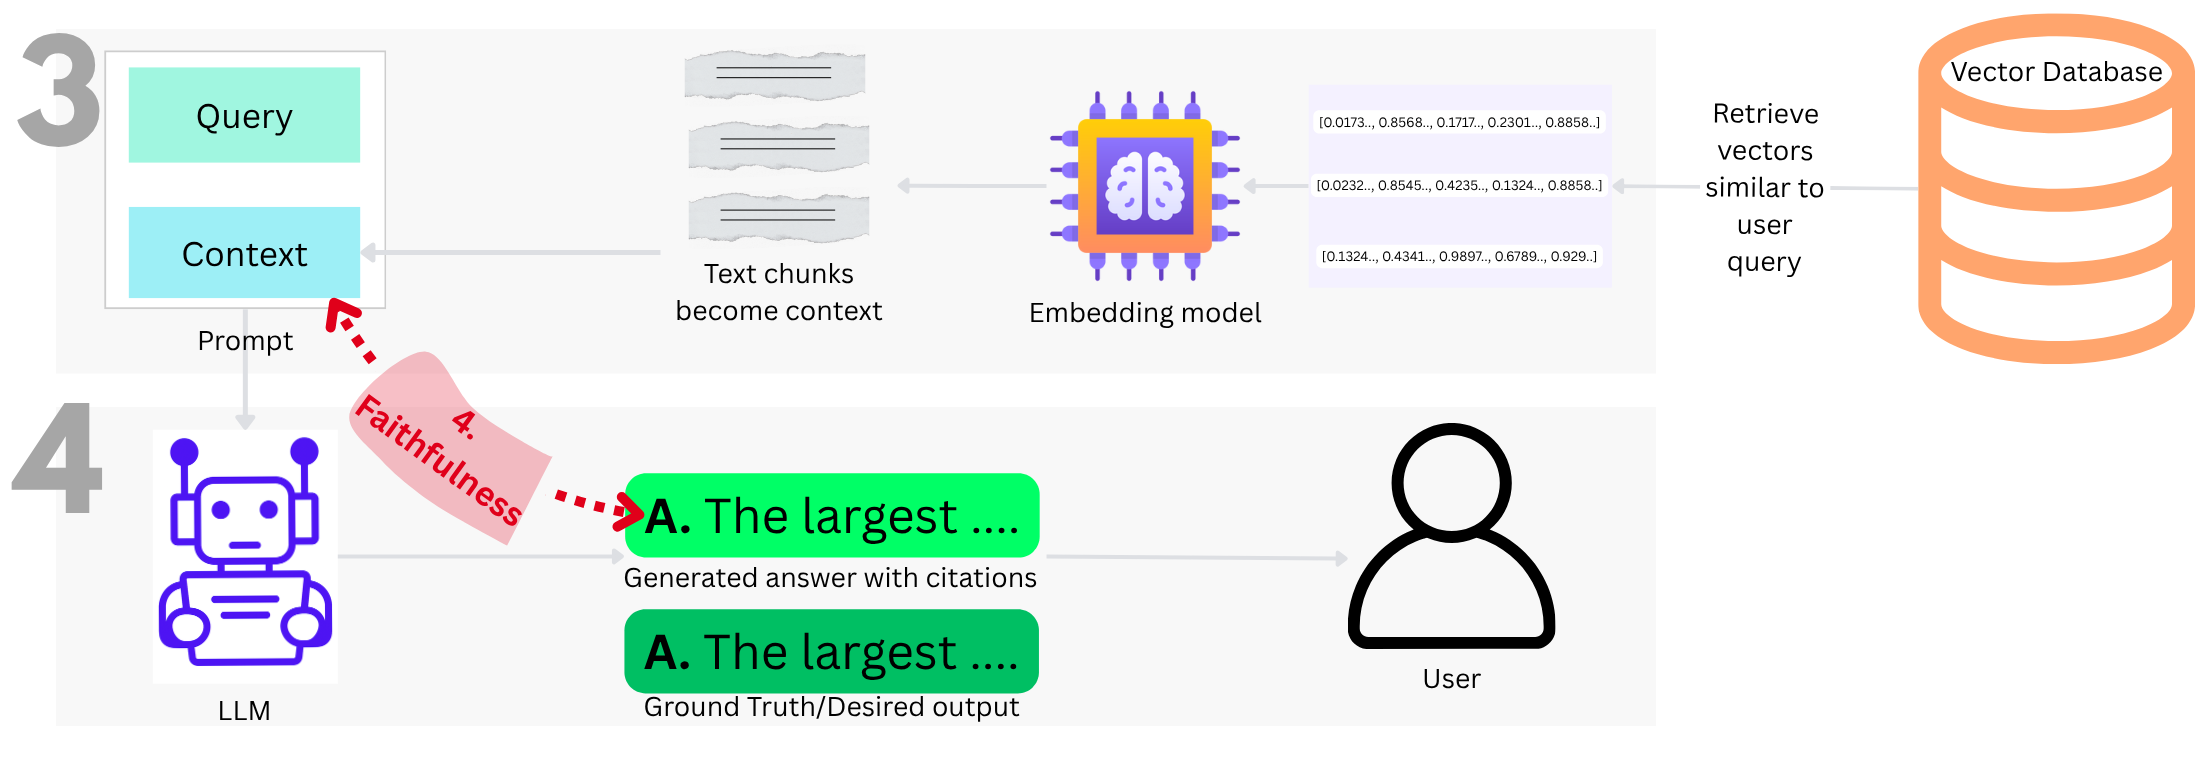 3
Query
Context
Prompt
Text chunks
become context
Embedding model
[0.0173.., 0.8568.., 0.1717.., 0.2301.., 0.8858..]
[0.0232.., 0.8545.., 0.4235.., 0.1324.., 0.8858..]
[0.1324.., 0.4341.., 0.9897.., 0.6789.., 0.929..]
Retrieve
vectors
similar to
user
query
Vector Database
4
4.
Faithfulness
LLM
A. The largest ....
Generated answer with citations
A. The largest ....
Ground Truth/Desired output
User